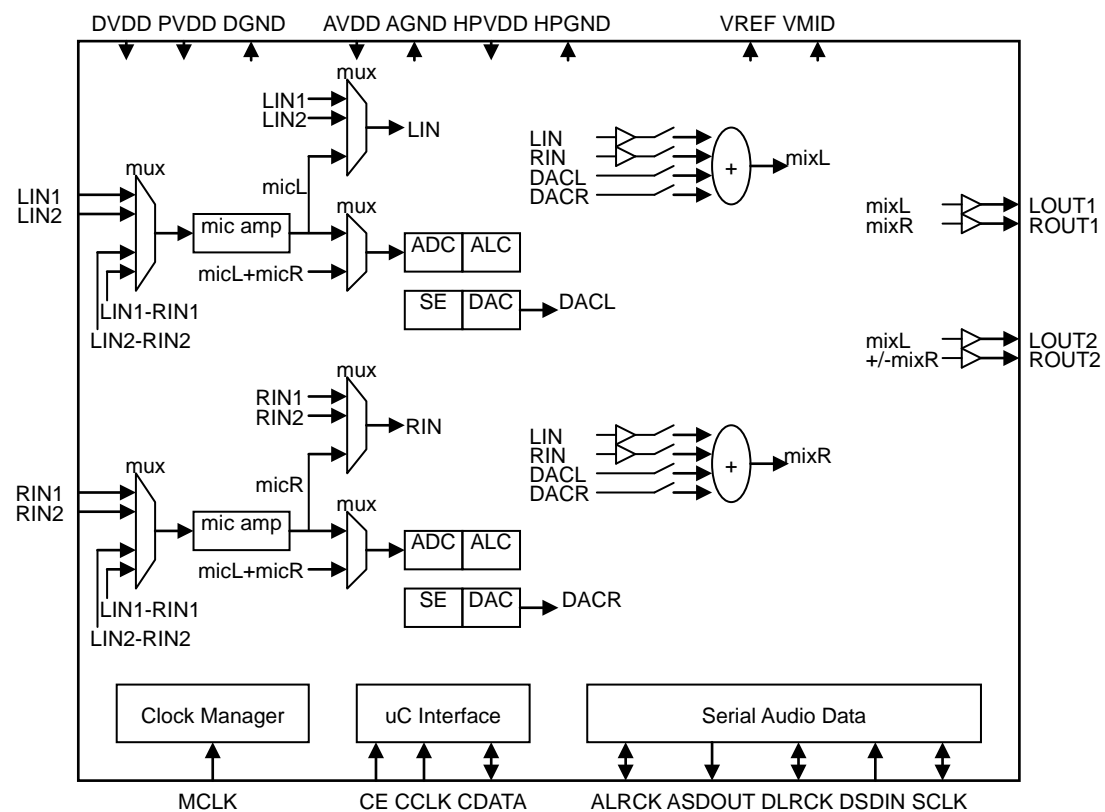 DVDD PVDD DGND AVDD AGND HPVDD HPGND VREF VMID
mux
LIN1
LIN2
LIN
micL
mux
LIN1
LIN2
mic amp
mux
micL+micR
ADC ALC
LIN1-RIN1
LIN2-RIN2
SE DAC
DACL
LIN
RIN
DACL
DACR
+
mixL
mixL
mixR
LOUT1
ROUT1
mixL
+/-mixR
LOUT2
ROUT2
mux
RIN1
RIN2
RIN
micR
mux
RIN1
RIN2
mic amp
mux
micL+micR
ADC ALC
LIN1-RIN1
LIN2-RIN2
SE DAC
DACR
LIN
RIN
DACL
DACR
+
mixR
Clock Manager
uC Interface
Serial Audio Data
MCLK
CE CCLK CDATA
ALRCK ASDOUT DLRCK DSDIN SCLK